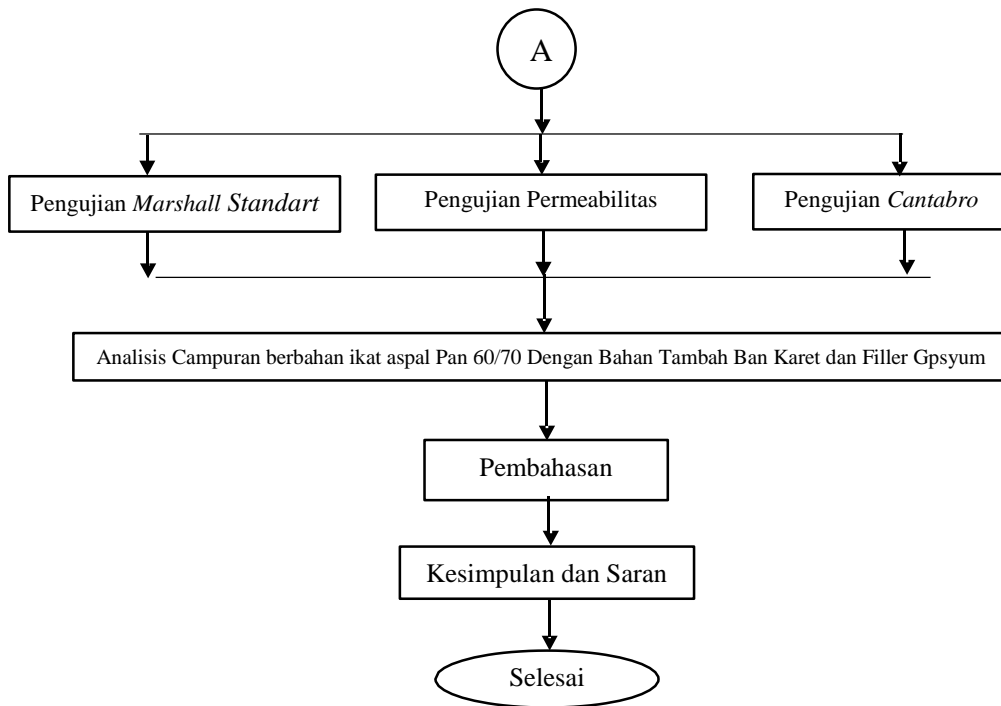 A
Pengujian Marshall Standart
Pengujian Permeabilitas
Pengujian Cantabro
Analisis Campuran berbahan ikat aspal Pan 60/70 Dengan Bahan Tambah Ban Karet dan Filler Gpsyum
Pembahasan
Kesimpulan dan Saran
Selesai